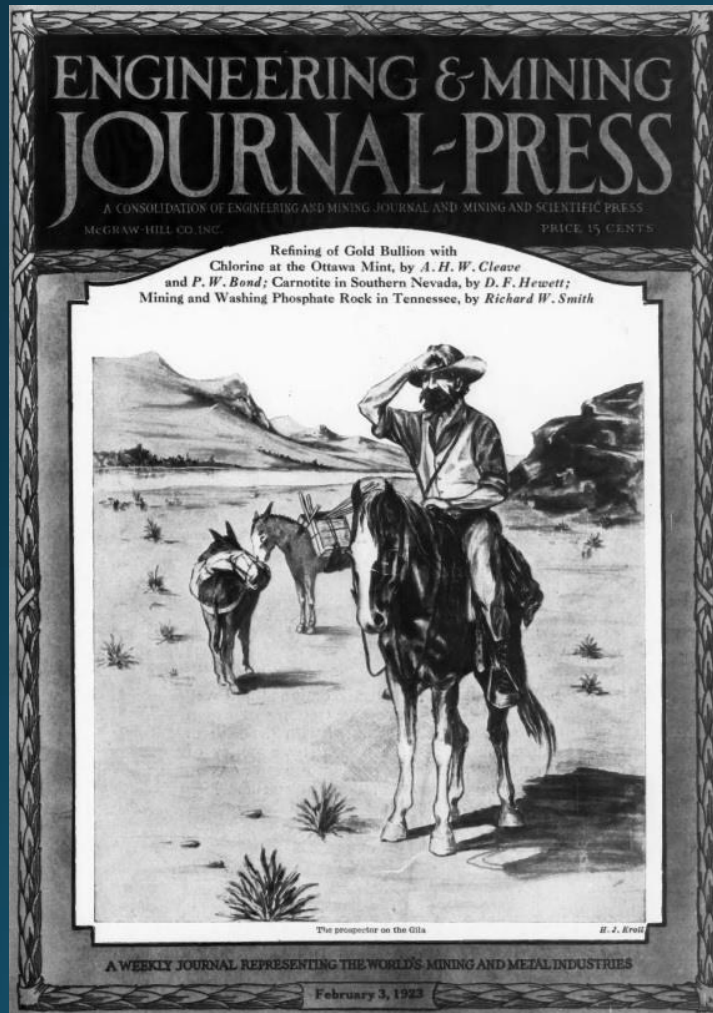 ENGINEERING & MINING
JOURNAL-PRESS
A CONSOLIDATION OF ENGINEERING AND MINING JOURNAL AND MINING AND SCIENTIFIC PRESS
McGRAW-HILL CO., INC.    PRICE 15 CENTS
Refining of Gold Bullion with
Chlorine at the Ottawa Mint, by A. H. W. Cleave
and P. W. Bond; Carnotite in Southern Nevada, by D. F. Hewett;
Mining and Washing Phosphate Rock in Tennessee, by Richard W. Smith
The prospector on the Gila    H. J. Kroll
A WEEKLY JOURNAL REPRESENTING THE WORLD'S MINING AND METAL INDUSTRIES
February 3, 1923